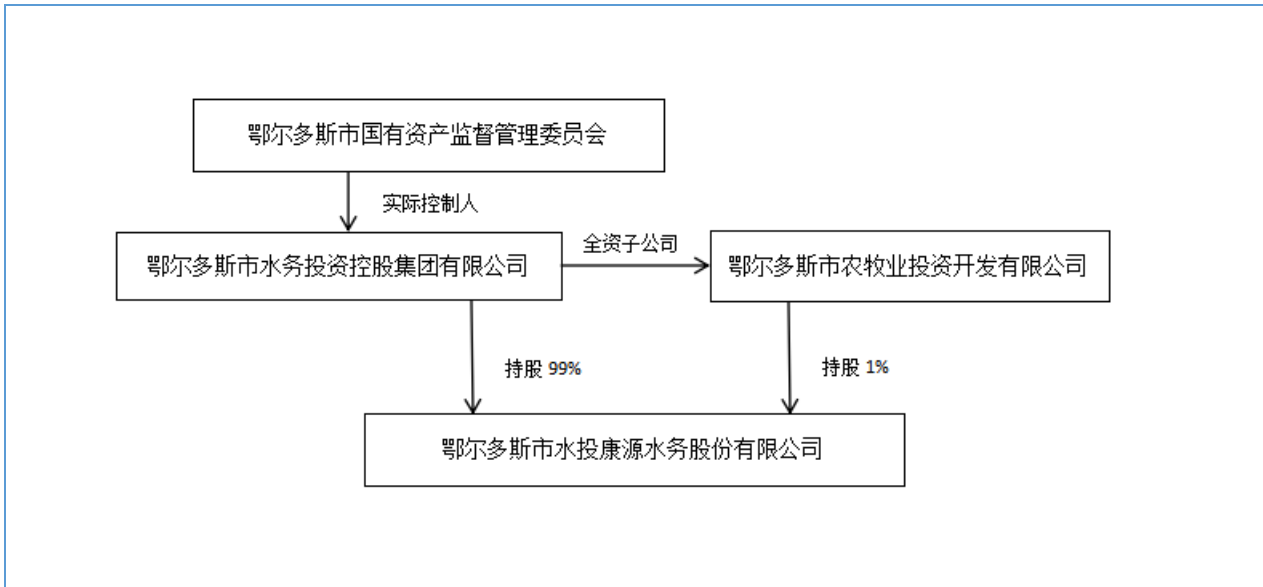 鄂尔多斯市国有资产监督管理委员会
实际控制人
鄂尔多斯市水务投资控股集团有限公司
全资子公司
鄂尔多斯市农牧业投资开发有限公司
持股 99%
持股 1%
鄂尔多斯市水投康源水务股份有限公司